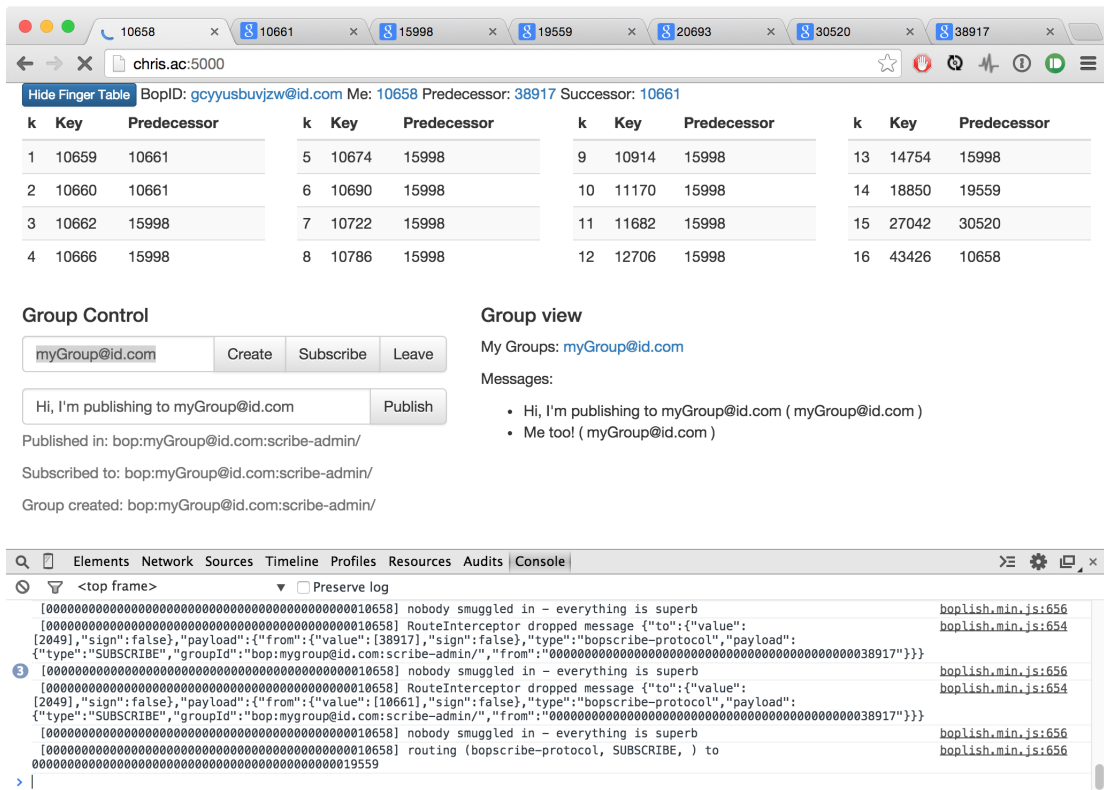 10658 × 10661 × 15998 × 19559 × 20693 × 30520 × 38917 ×
chris.ac:5000
Hide Finger Table BopID: gcyyusbuvjzw@id.com Me: 10658 Predecessor: 38917 Successor: 10661
k Key Predecessor k Key Predecessor k Key Predecessor k Key Predecessor
1 10659 10661 5 10674 15998 9 10914 15998 13 14754 15998
2 10660 10661 6 10690 15998 10 11170 15998 14 18850 19559
3 10662 15998 7 10722 15998 11 11682 15998 15 27042 30520
4 10666 15998 8 10786 15998 12 12706 15998 16 43426 10658
Group Control
myGroup@id.com Create Subscribe Leave
Hi, I'm publishing to myGroup@id.com Publish
Published in: bop:myGroup@id.com:scribe-admin/
Subscribed to: bop:myGroup@id.com:scribe-admin/
Group created: bop:myGroup@id.com:scribe-admin/
Group view
My Groups: myGroup@id.com
Messages:
• Hi, I'm publishing to myGroup@id.com ( myGroup@id.com )
• Me too! ( myGroup@id.com )
Elements Network Sources Timeline Profiles Resources Audits Console
<top frame> ▼ Preserve log
[0000000000000000000000000000000000000000000010658] nobody smuggled in – everything is superb boplish.min.js:656
[0000000000000000000000000000000000000000000010658] RouteInterceptor dropped message {"to":{"value": boplish.min.js:654
[2049],"sign":false},"payload":{"from":{"value":[38917],"sign":false},"type":"bopscribe-protocol","payload":
{"type":"SUBSCRIBE","groupId":"bop:mygroup@id.com:scribe-admin/","from":"0000000000000000000000000000000000000000000038917"}}}
3 [0000000000000000000000000000000000000000000010658] nobody smuggled in – everything is superb boplish.min.js:656
[0000000000000000000000000000000000000000000010658] RouteInterceptor dropped message {"to":{"value": boplish.min.js:654
[2049],"sign":false},"payload":{"from":{"value":[10661],"sign":false},"type":"bopscribe-protocol","payload":
{"type":"SUBSCRIBE","groupId":"bop:mygroup@id.com:scribe-admin/","from":"0000000000000000000000000000000000000000000038917"}}}
[0000000000000000000000000000000000000000000010658] nobody smuggled in – everything is superb boplish.min.js:656
[0000000000000000000000000000000000000000000010658] routing (bopscribe-protocol, SUBSCRIBE, ) to boplish.min.js:656
0000000000000000000000000000000000000000000019559
>